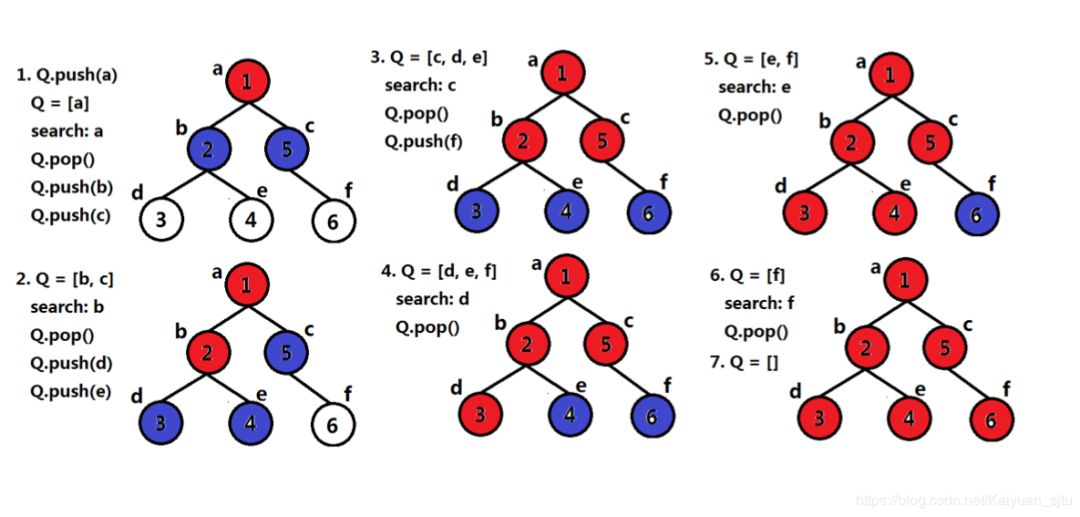 1. Q.push(a)
Q = [a]
search: a
Q.pop()
Q.push(b)
Q.push(c)
a
1
b
c
2
5
d
e
f
3
4
6
2. Q = [b, c]
search: b
Q.pop()
Q.push(d)
Q.push(e)
a
1
b
c
2
5
d
e
f
3
4
6
3. Q = [c, d, e]
search: c
Q.pop()
Q.push(f)
a
1
b
c
2
5
d
e
f
3
4
6
4. Q = [d, e, f]
search: d
Q.pop()
a
1
b
c
2
5
d
e
f
3
4
6
5. Q = [e, f]
search: e
Q.pop()
a
1
b
c
2
5
d
e
f
3
4
6
6. Q = [f]
search: f
Q.pop()
7. Q = []
a
1
b
c
2
5
d
e
f
3
4
6
https://blog.csdn.net/Kaiyuan_sjtu